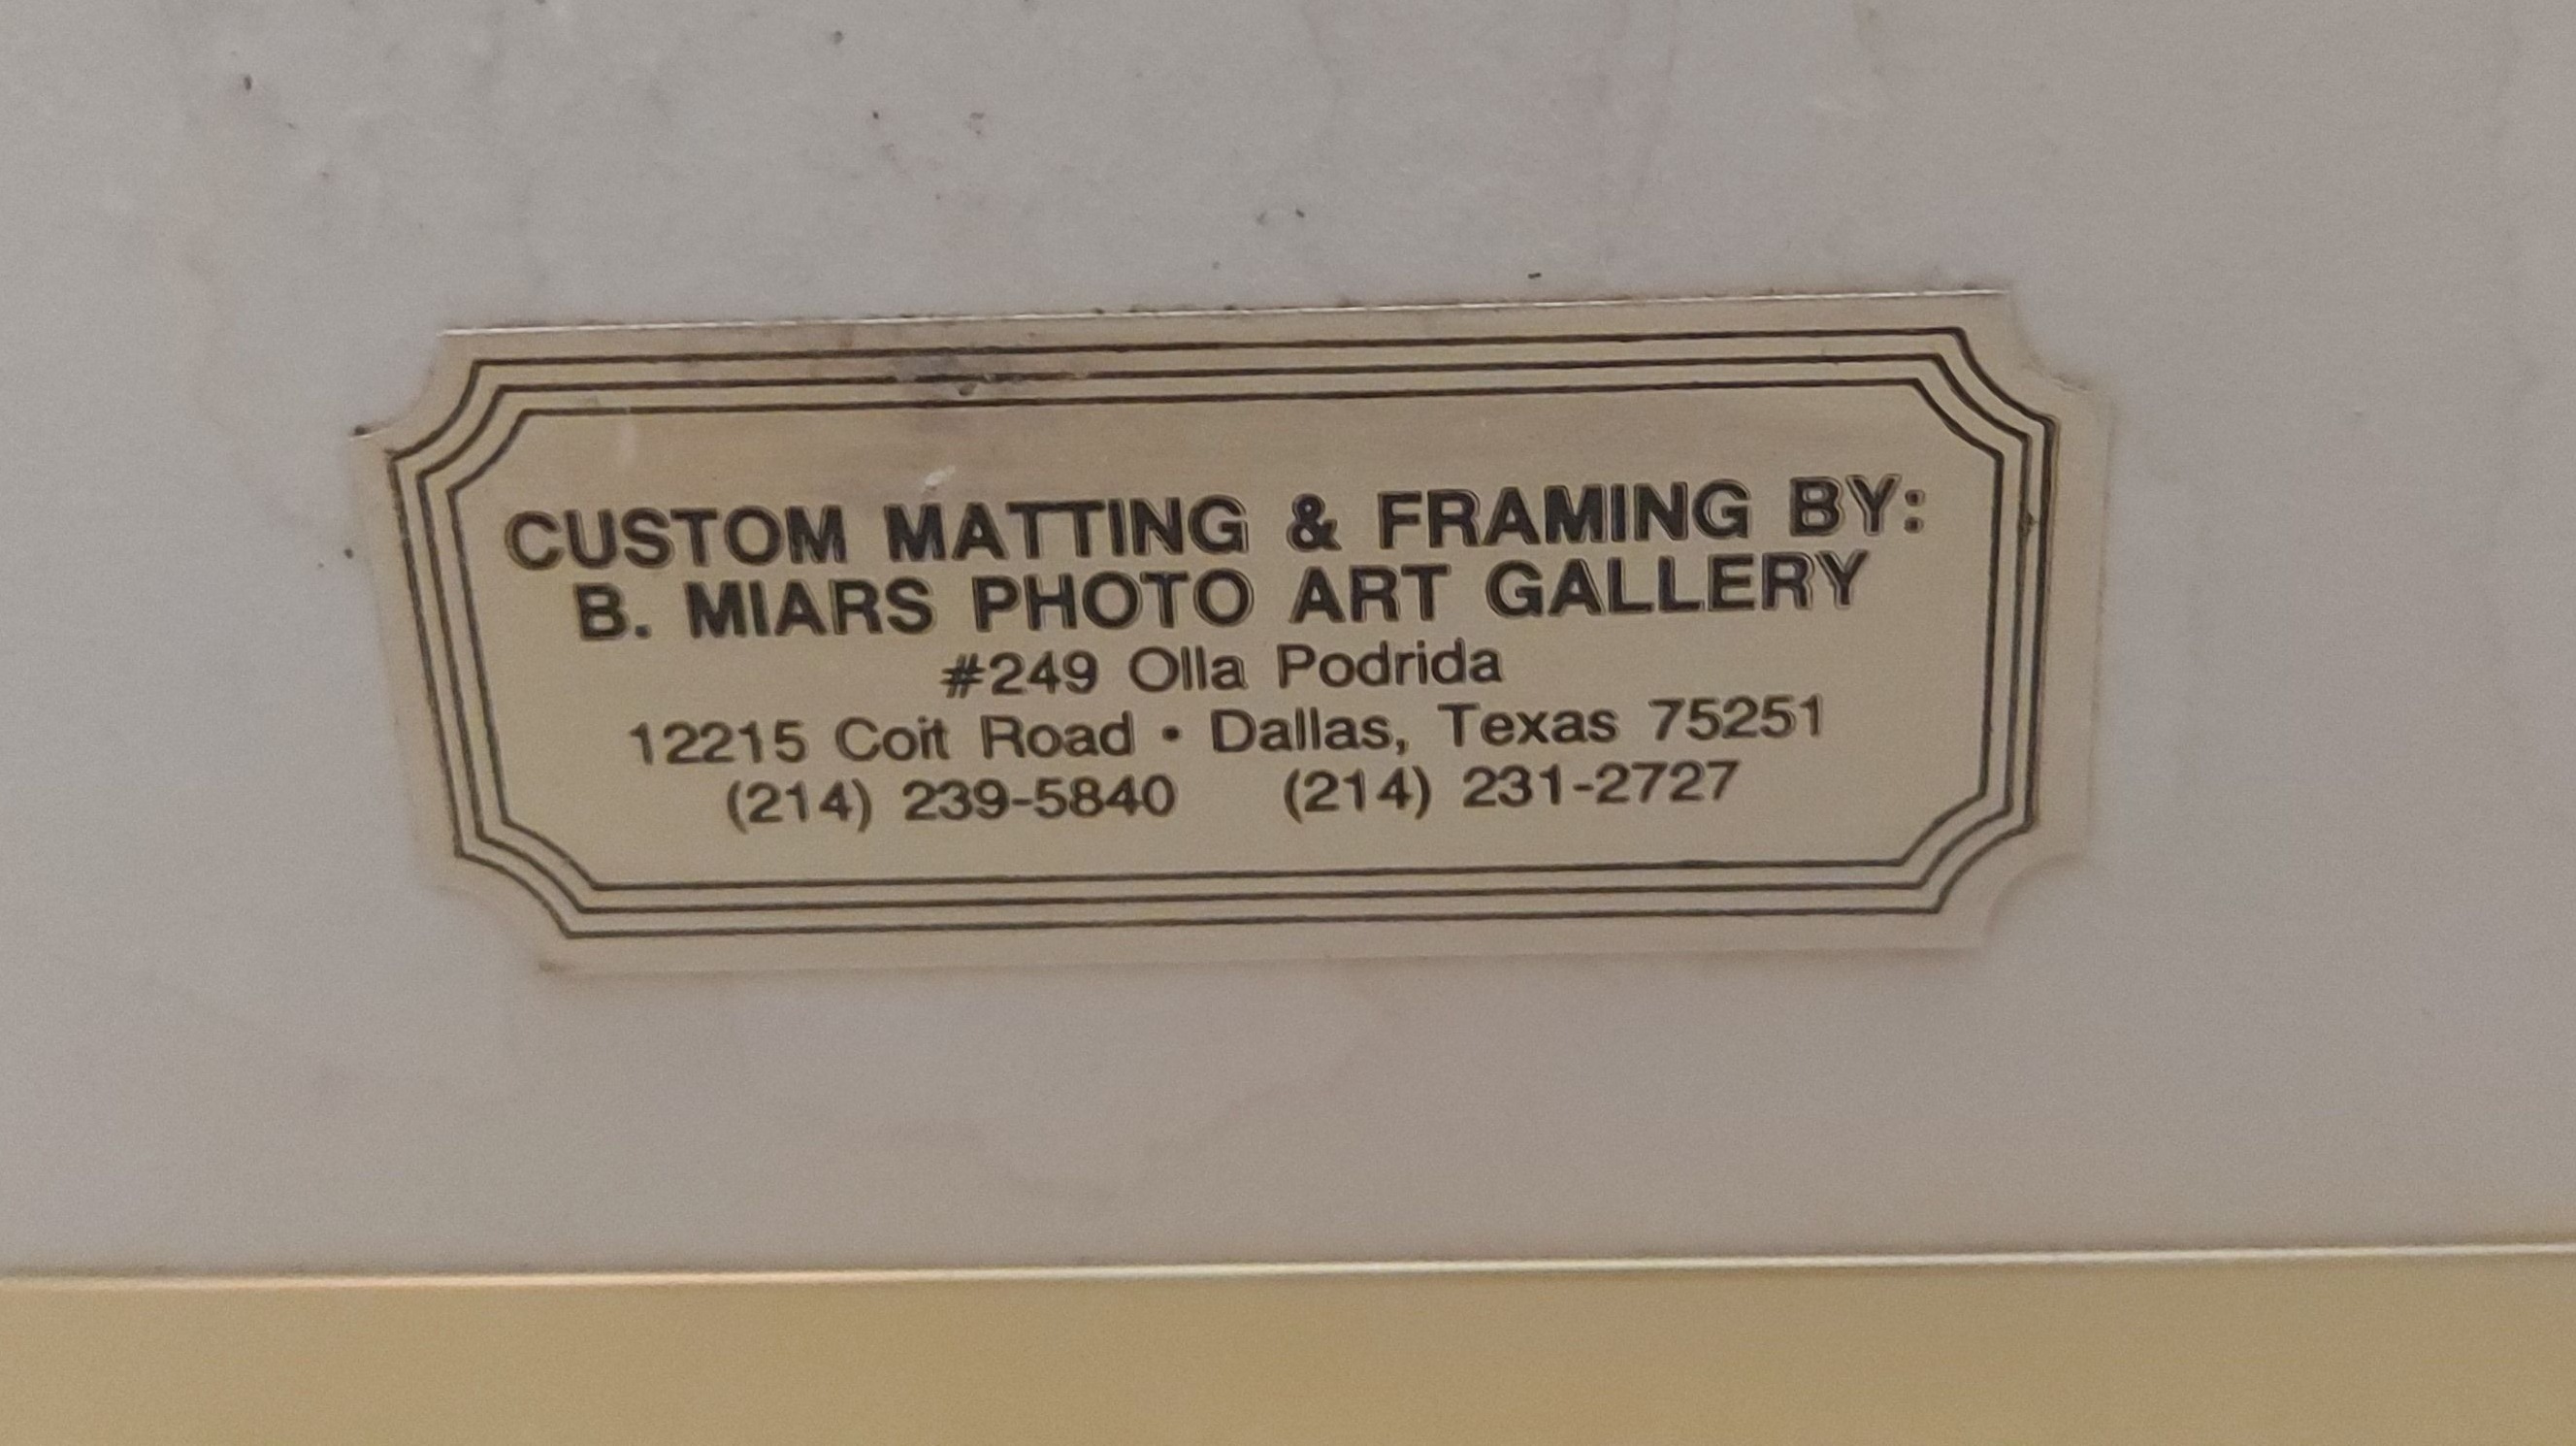 CUSTOM MATTING & FRAMING BY:
B. MIARS PHOTO ART GALLERY
#249 Olla Podrida
12215 Coit Road • Dallas, Texas 75251
(214) 239-5840 (214) 231-2727